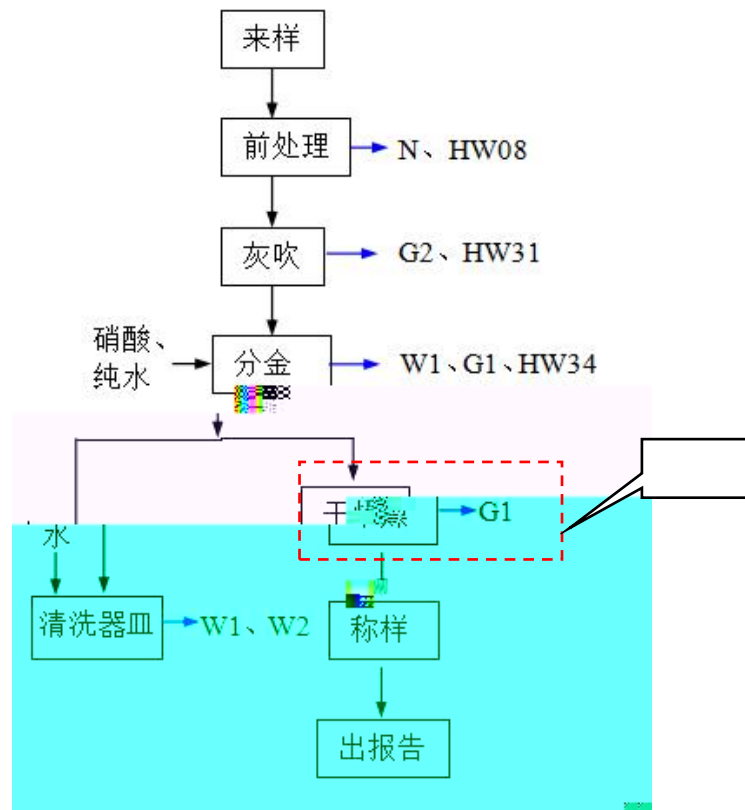 来样
前处理
N、HW08
灰吹
G2、HW31
硝酸、
纯水
分金
W1、G1、HW34
G1
水
清洗器皿
W1、W2
称样
出报告